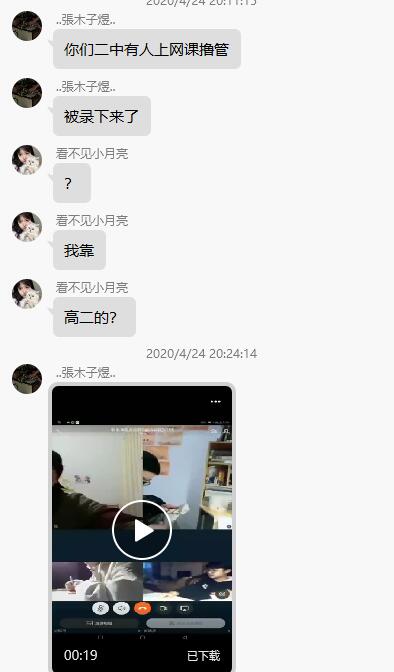 2020/4/24 20:11:15
..張木子煜..
你们二中有人上网课撸管
..張木子煜..
被录下来了
看不见小月亮
？
看不见小月亮
我靠
看不见小月亮
高二的？
2020/4/24 20:24:14
..張木子煜..
00:19 已下载